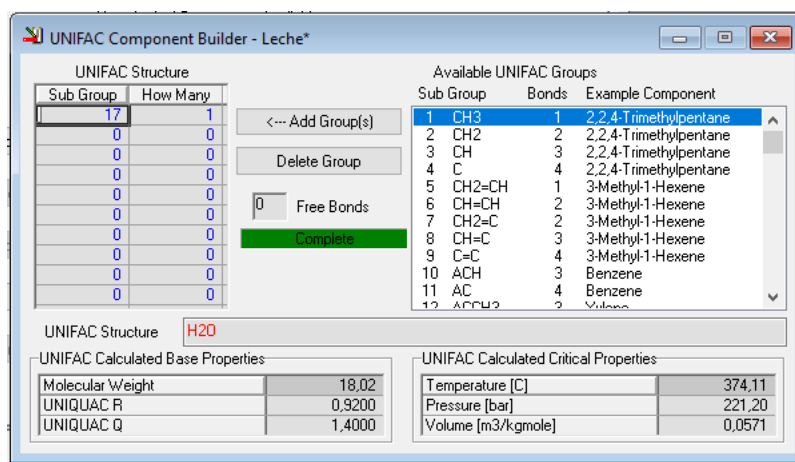 UNIFAC Component Builder - Leche*
UNIFAC Structure
Sub Group How Many
17 1
0 0
0 0
0 0
0 0
0 0
0 0
0 0
0 0
0 0
<--- Add Group(s)
Delete Group
0 Free Bonds
Complete
Available UNIFAC Groups
Sub Group Bonds Example Component
1 CH3 1 2,2,4-Trimethylpentane
2 CH2 2 2,2,4-Trimethylpentane
3 CH 3 2,2,4-Trimethylpentane
4 C 4 2,2,4-Trimethylpentane
5 CH2=CH 1 3-Methyl-1-Hexene
6 CH=CH 2 3-Methyl-1-Hexene
7 CH2=C 2 3-Methyl-1-Hexene
8 CH=C 3 3-Methyl-1-Hexene
9 C=C 4 3-Methyl-1-Hexene
10 ACH 3 Benzene
11 AC 4 Benzene
12 ACCH3 3 Xylene
UNIFAC Structure H2O
UNIFAC Calculated Base Properties
Molecular Weight 18,02
UNIQUAC R 0,9200
UNIQUAC Q 1,4000
UNIFAC Calculated Critical Properties
Temperature [C] 374,11
Pressure [bar] 221,20
Volume [m3/kgmole] 0,0571